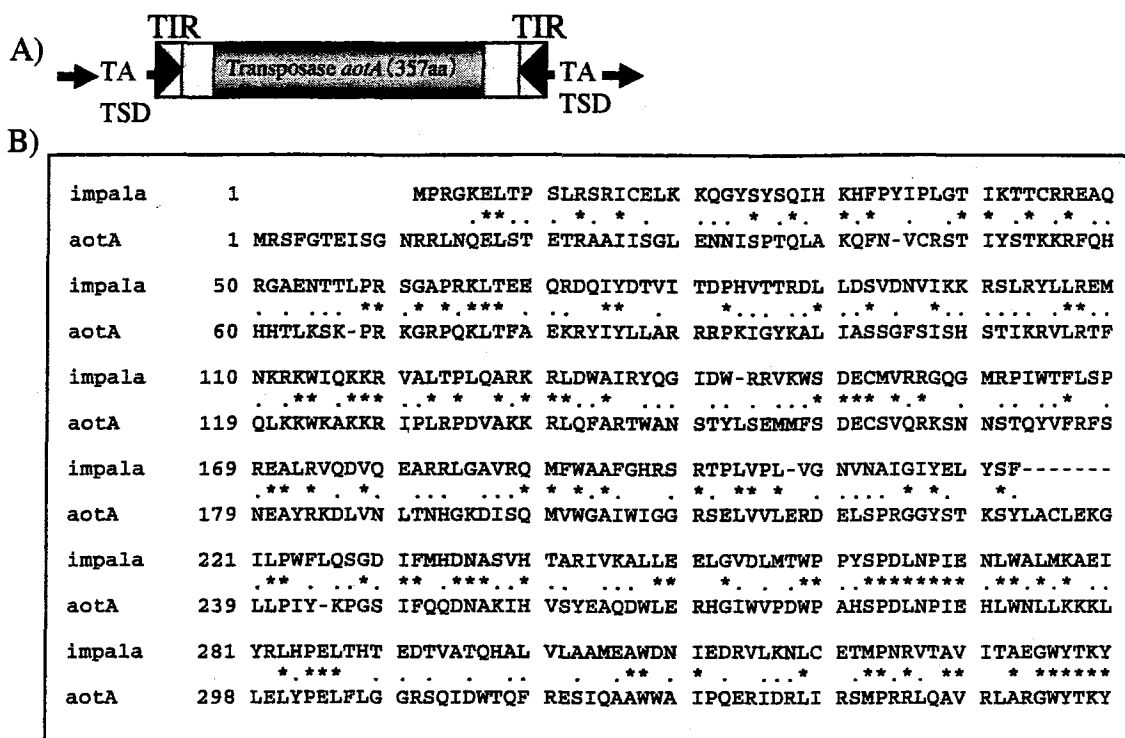 A)
TIR TIR
TA Transposase aotA (357aa) TA
TSD TSD
B)
impala 1 MPRGKELTP SLRSRICELK KQGYSYSQIH KHFPYIPLGT IKTTCRREAQ
aotA 1 MRSFGTEISG NRRLNQELST ETRAAIISGL ENNISPTQLA KQFN-VCRST IYSTKKRFQH
impala 50 RGAENTTLPR SGAPRKLTEE QRDQIYDTVI TDPHVTTRDL LDSVDNVIKK RSLRYLLREM
aotA 60 HHTLKSK-PR KGRPQKLTFA EKRYIYLLAR RRPKIGYKAL IASSGFSISH STIKRVLRTF
impala 110 NKRKWIQKKR VALTPLQARK RLDWAIRYQG IDW-RRVKWS DECMVRRGQG MRPIWTFLSP
aotA 119 QLKKWKAKKR IPLRPDVAKK RLQFARTWAN STYLSEMMFS DECSVQRKSN NSTQYVFRFS
impala 169 REALRVQDVQ EARRLGAVRQ MFWAAFGHRS RTPLVPL-VG NVNAIGIYEL YSF-------
aotA 179 NEAYRKDLVN LTNHGKDISQ MVWGAIWIGG RSELVVLERD ELSPRGGYST KSYLACLEKG
impala 221 ILPWFLQSGD IFMHDNASVH TARIVKALLE ELGVDLMTWP PYSPDLNPIE NLWALMKAEI
aotA 239 LLPIY-KPGS IFQQDNAKIH VSYEAQDWLE RHGIWVPDWP AHSPDLNPIE HLWNLLKKKL
impala 281 YRLHPELTHT EDTVATQHAL VLAAMEAWDN IEDRVLKNLC ETMPNRVTAV ITAEGWYTKY
aotA 298 LELYPELFLG GRSQIDWTQF RESIQAAWWA IPQERIDRLI RSMPRRLQAV RLARGWYTKY